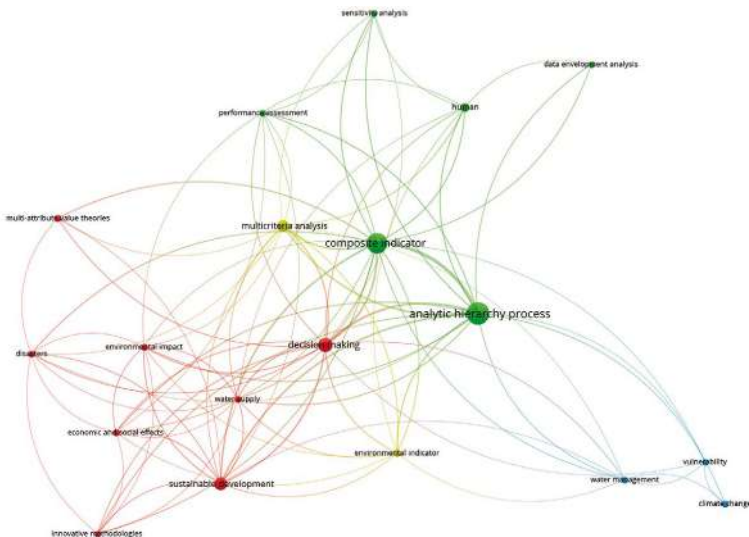 sensitivity analysis
data envelopment analysis
human
performance assessment
multi-attribute value theories
multicriteria analysis
composite indicator
analytic hierarchy process
decision making
environmental impact
disasters
water supply
economic and social effects
environmental indicator
vulnerability
water management
sustainable development
climate change
innovative methodologies